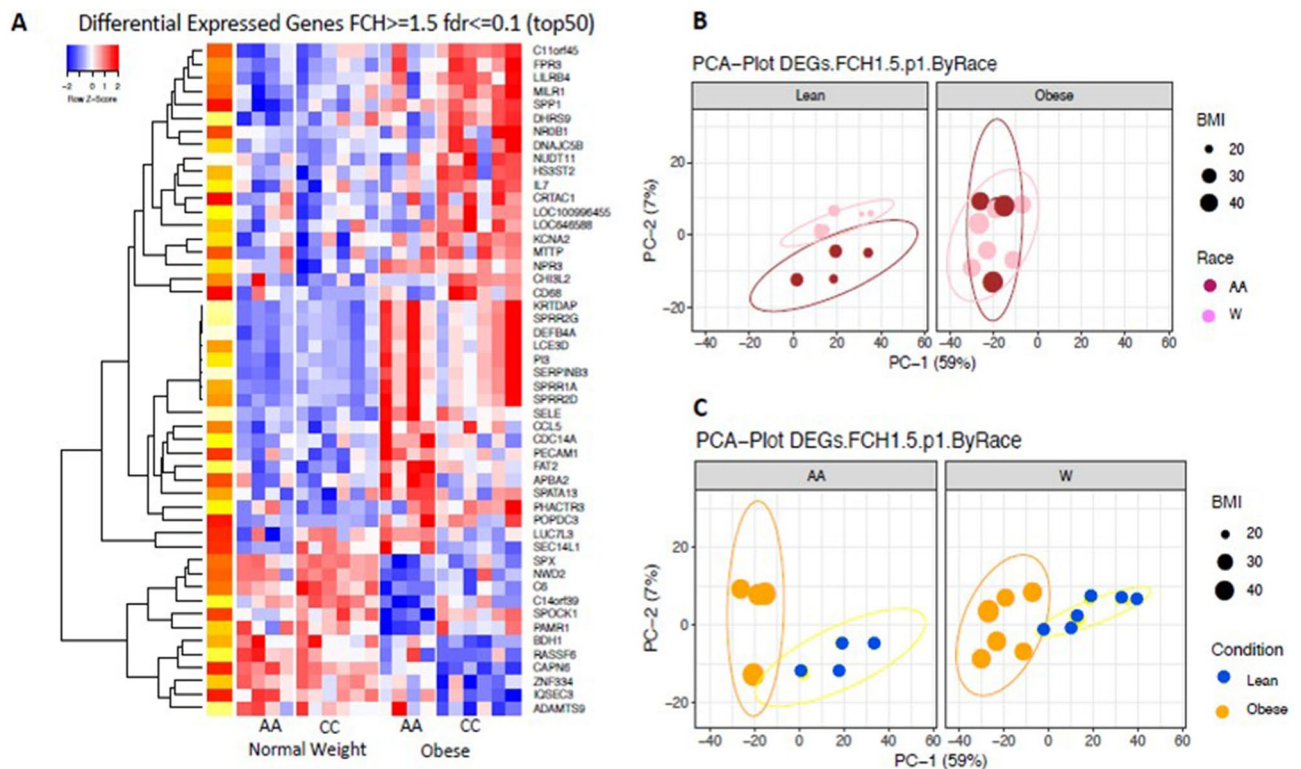 A
Differential Expressed Genes FCH>=1.5 fdr<=0.1 (top50)
−2 0 1 2
Row Z-Score
C11orf45
FPR3
LILRB4
MILR1
SPP1
DHRS9
NR0B1
DNAJC5B
NUDT11
HS3ST2
IL7
CRTAC1
LOC100996455
LOC646588
KCNA2
MTTP
NPR3
CHI3L2
CD68
KRTDAP
SPRR2G
DEFB4A
LCE3D
PI3
SERPINB3
SPRR1A
SPRR2D
SELE
CCL5
CDC14A
PECAM1
FAT2
APBA2
SPATA13
PHACTR3
POPDC3
LUC7L3
SEC14L1
SPX
NWD2
C6
C14orf39
SPOCK1
PAMR1
BDH1
RASSF6
CAPN6
ZNF334
IQSEC3
ADAMTS9
AA CC AA CC
Normal Weight Obese
B
PCA−Plot DEGs.FCH1.5.p1.ByRace
Lean Obese
PC−2 (7%)
20
0
−20
−40 −20 0 20 40 60 −40 −20 0 20 40 60
PC−1 (59%)
BMI
20
30
40
Race
AA
W
C
PCA−Plot DEGs.FCH1.5.p1.ByRace
AA W
PC−2 (7%)
20
0
−20
−40 −20 0 20 40 60 −40 −20 0 20 40 60
PC−1 (59%)
BMI
20
30
40
Condition
Lean
Obese